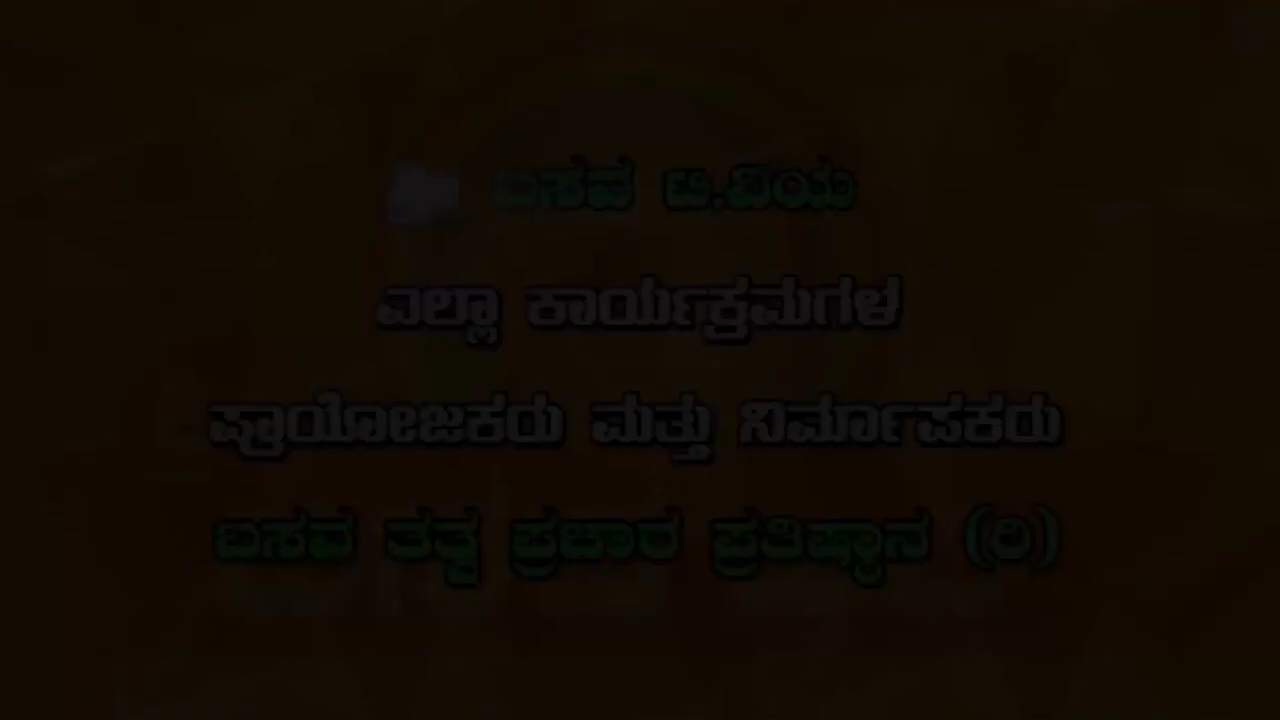 ಶ್ರೀ ಬಸವ ಟಿ.ವಿಯ
ಎಲ್ಲಾ ಕಾರ್ಯಕ್ರಮಗಳ
ಪ್ರಾಯೋಜಕರು ಮತ್ತು ನಿರ್ಮಾಪಕರು
ಬಸವ ತತ್ವ ಪ್ರಚಾರ ಪ್ರತಿಷ್ಠಾನ (ರಿ)